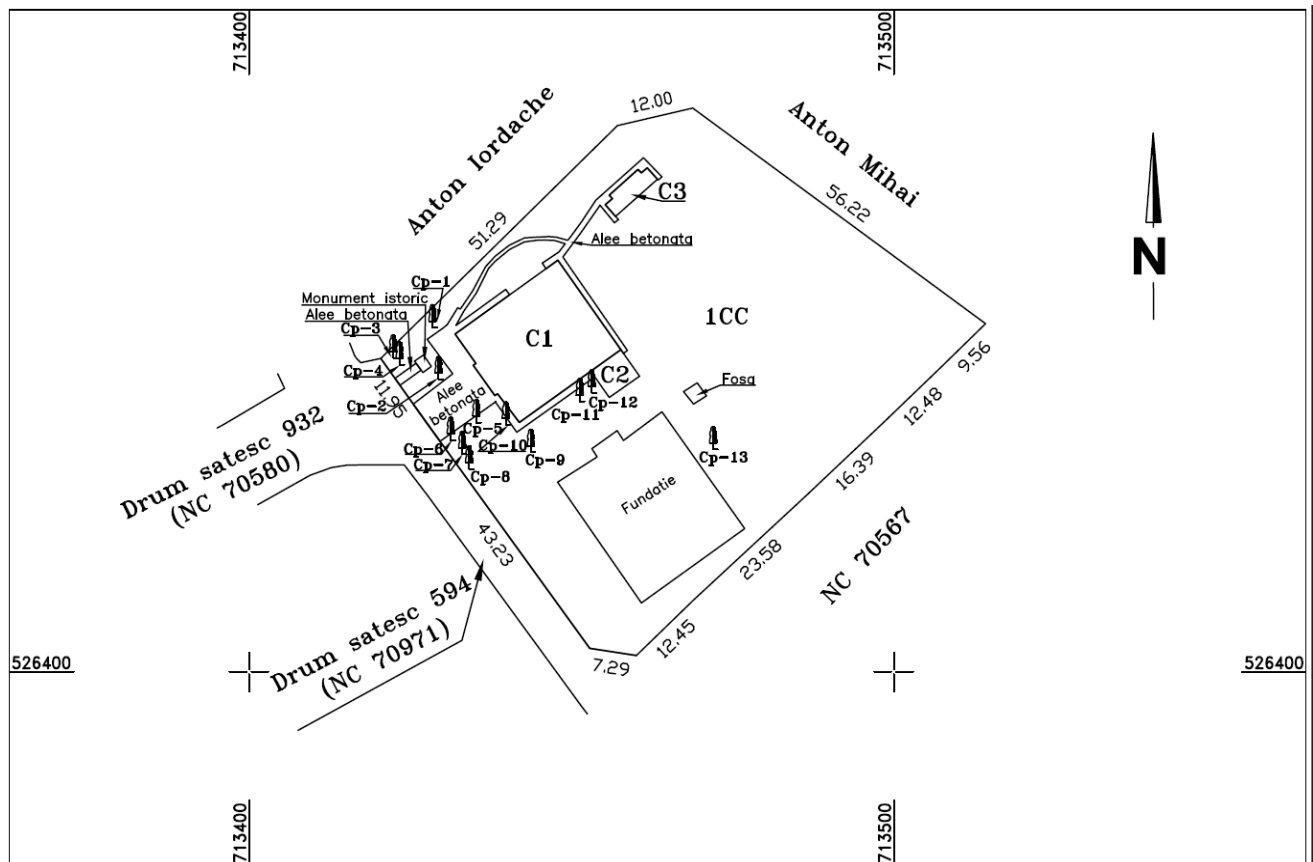 713400
713500
12.00
Anton Iordache
Anton Mihai
C3
51.29
56.22
Alee betonata
Cp-1
Monument istoric
Alee betonata
Cp-3
N
1CC
C1
Cp-4
C2
9.56
Fosa
Cp-2
11.95
Alee
betonata
Cp-12
Cp-11
12.48
Cp-5
Cp-6
Cp-10
Cp-9
Cp-13
Cp-7
Cp-8
Drum satesc 932
(NC 70580)
16.39
Fundatie
43.23
23.58
NC 70567
Drum satesc 594
(NC 70971)
12.45
7.29
526400
526400
713400
713500